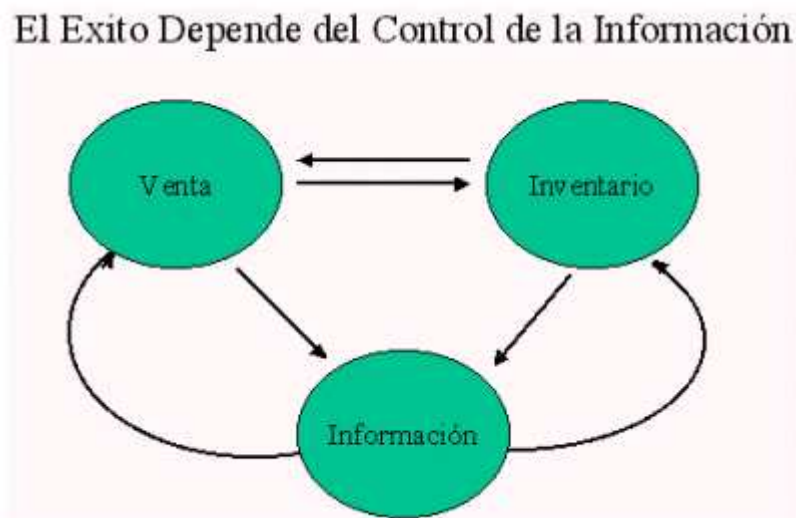 El Exito Depende del Control de la Información
Venta
Inventario
Información